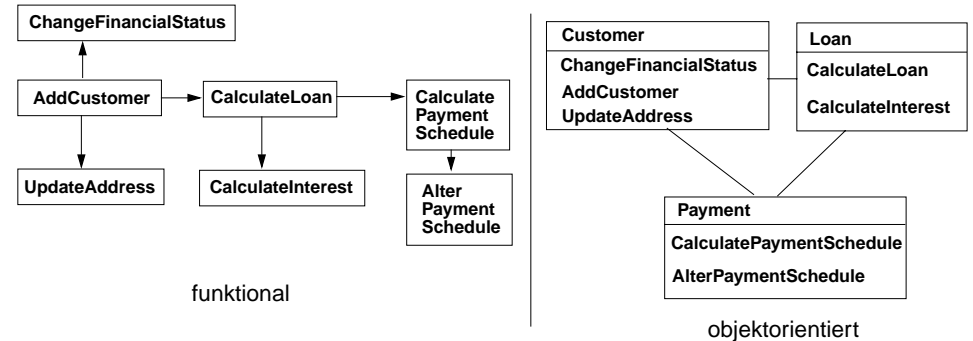 ChangeFinancialStatus
AddCustomer
CalculateLoan
Calculate
Payment
Schedule
UpdateAddress
CalculateInterest
Alter
Payment
Schedule
funktional
Customer
ChangeFinancialStatus
AddCustomer
UpdateAddress
Loan
CalculateLoan
CalculateInterest
Payment
CalculatePaymentSchedule
AlterPaymentSchedule
objektorientiert